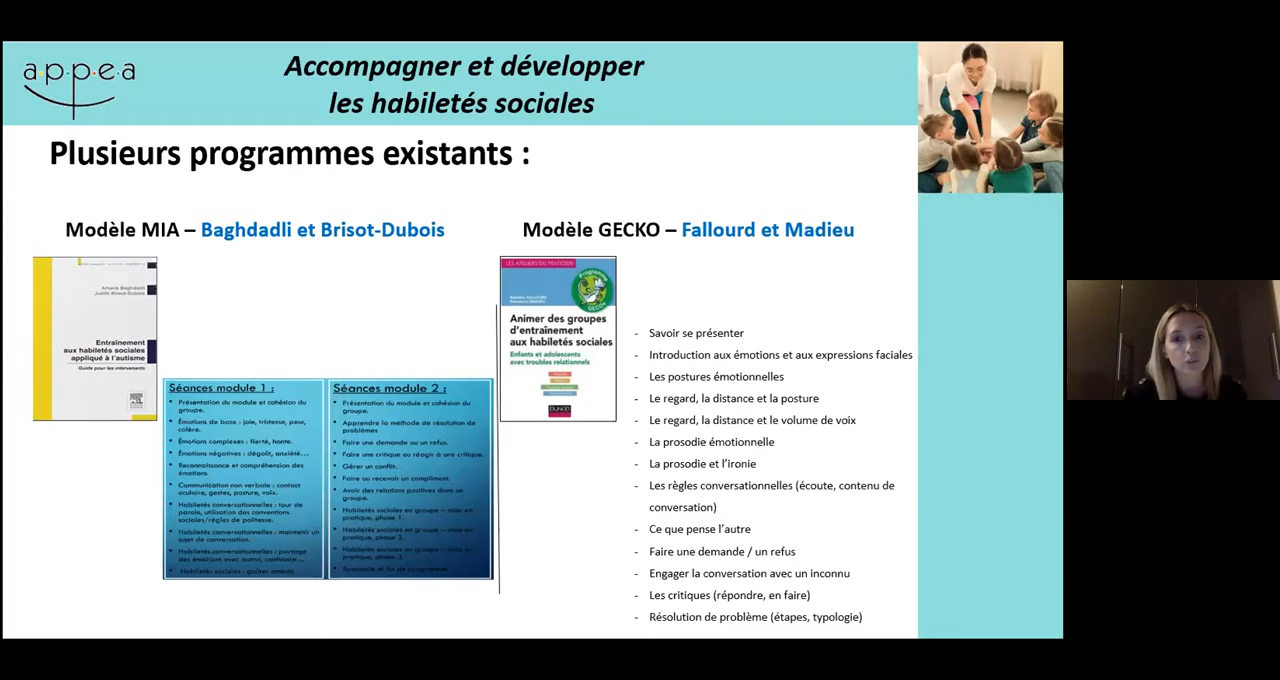 a·p·p·e·a
Accompagner et développer
les habiletés sociales
Plusieurs programmes existants :
Modèle MIA – Baghdadli et Brisot-Dubois
Amaria Baghdadli
Judith Brisot-Dubois
Entraînement
aux habiletés sociales
appliqué à l'autisme
Guide pour les intervenants
Séances module 1 :
• Présentation du module et cohésion du
groupe.
• Émotions de base : joie, tristesse, peur,
colère.
• Émotions complexes : fierté, honte.
• Émotions négatives : dégoût, anxiété...
• Reconnaissance et compréhension des
émotions
• Communication non verbale : contact
oculaire, gestes, posture, voix.
• Habiletés conversationnelles : tour de
parole, utilisation des conventions
sociales/règles de politesse.
• Habiletés conversationnelles : maintenir un
sujet de conversation.
• Habiletés conversationnelles : partage
des émotions avec autrui, confiance...
• Habiletés sociales : goûter amical.
Séances module 2 :
• Présentation du module et cohésion du
groupe.
• Apprendre la méthode de résolution de
problèmes
• Faire une demande ou un refus.
• Faire une critique ou réagir à une critique.
• Gérer un conflit.
• Faire ou recevoir un compliment.
• Avoir des relations positives dans un
groupe.
• Habiletés sociales en groupe – mise en
pratique, phase 1.
• Habiletés sociales en groupe – mise en
pratique, phase 2.
• Habiletés sociales en groupe – mise en
pratique, phase 3.
• Spectacle et fin de programme
Modèle GECKO – Fallourd et Madieu
LES ATELIERS DU PRATICIEN
Programme
GECOs
Animer des groupes
d'entraînement
aux habiletés sociales
Enfants et adolescents
avec troubles relationnels
DUNOD
- Savoir se présenter
- Introduction aux émotions et aux expressions faciales
- Les postures émotionnelles
- Le regard, la distance et la posture
- Le regard, la distance et le volume de voix
- La prosodie émotionnelle
- La prosodie et l'ironie
- Les règles conversationnelles (écoute, contenu de
conversation)
- Ce que pense l'autre
- Faire une demande / un refus
- Engager la conversation avec un inconnu
- Les critiques (répondre, en faire)
- Résolution de problème (étapes, typologie)